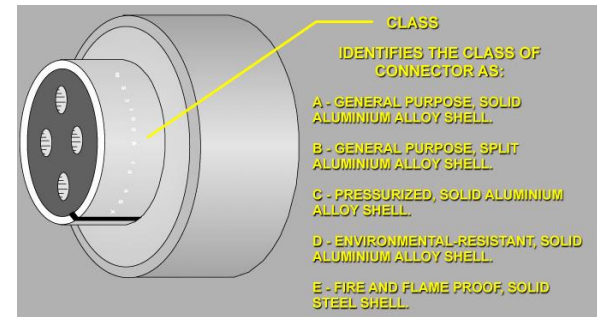 CLASS
IDENTIFIES THE CLASS OF
CONNECTOR AS:
A - GENERAL PURPOSE, SOLID
ALUMINIUM ALLOY SHELL.
B - GENERAL PURPOSE, SPLIT
ALUMINIUM ALLOY SHELL.
C - PRESSURIZED, SOLID ALUMINIUM
ALLOY SHELL.
D - ENVIRONMENTAL-RESISTANT, SOLID
ALUMINIUM ALLOY SHELL.
E - FIRE AND FLAME PROOF, SOLID
STEEL SHELL.